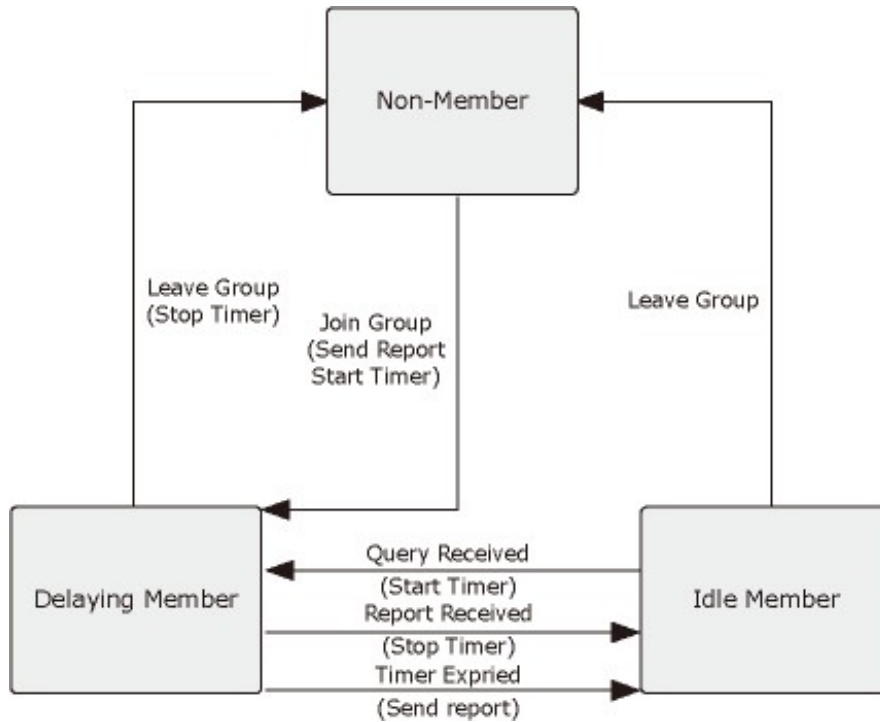 Non-Member
Leave Group
(Stop Timer)
Join Group
(Send Report
Start Timer)
Leave Group
Delaying Member
Query Received
(Start Timer)
Report Received
(Stop Timer)
Timer Expried
(Send report)
Idle Member